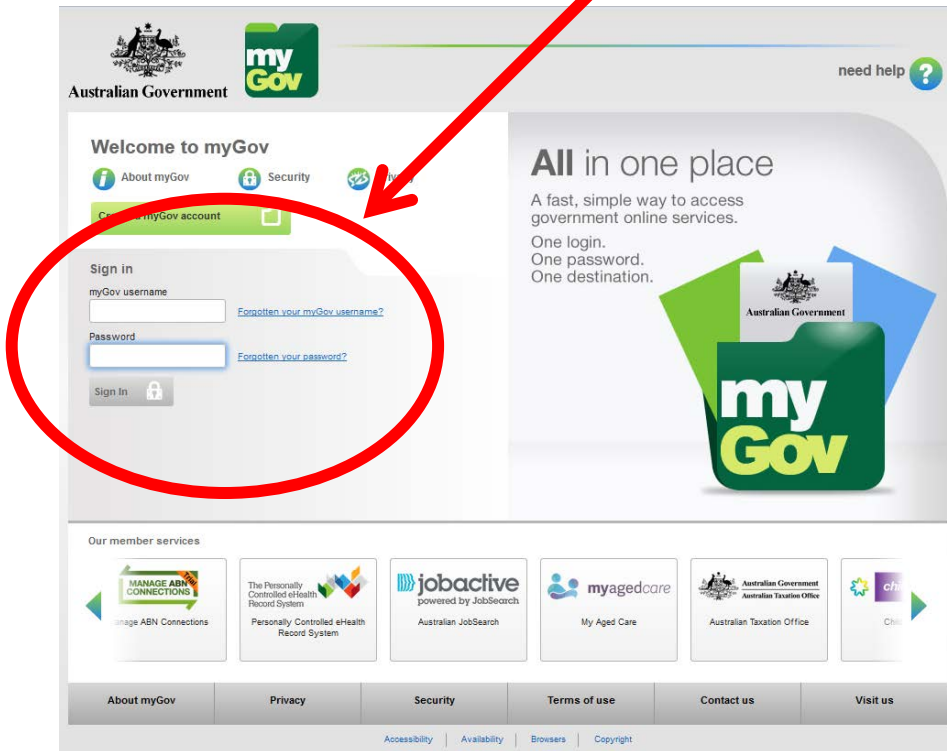 Australian Government
my
Gov
need help ?
Welcome to myGov
About myGov
Security
All in one place
A fast, simple way to access
government online services.
One login.
One password.
One destination.
myGov account
Sign in
myGov username
Forgotten your myGov username?
Password
Forgotten your password?
Sign In
Australian Government
my
Gov
Our member services
MANAGE ABN
CONNECTIONS
Trial
ABN Connections
The Personally
Controlled eHealth
Record System
Personally Controlled eHealth
Record System
jobactive
powered by JobSearch
Australian JobSearch
myagedcare
My Aged Care
Australian Government
Australian Taxation Office
Australian Taxation Office
About myGov
Privacy
Security
Terms of use
Contact us
Visit us
Accessibility | Availability | Browsers | Copyright